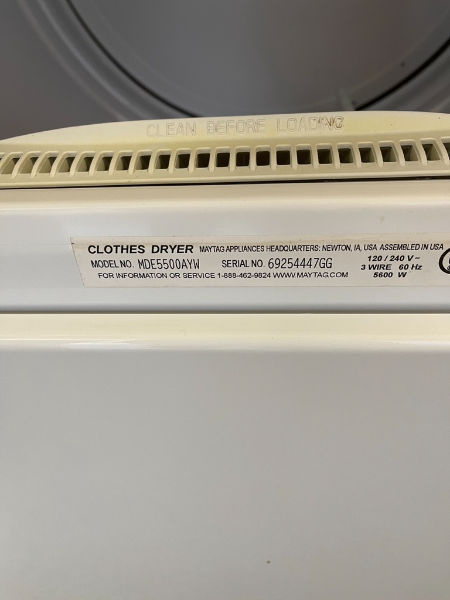 CLEAN BEFORE LOADING
CLOTHES DRYER MAYTAG APPLIANCES HEADQUARTERS: NEWTON, IA, USA ASSEMBLED IN USA
MODEL NO. MDE5500AYW SERIAL NO. 69254447GG
120 / 240 V~
3 WIRE 60 Hz
5600 W
FOR INFORMATION OR SERVICE 1-888-462-9824 WWW.MAYTAG.COM